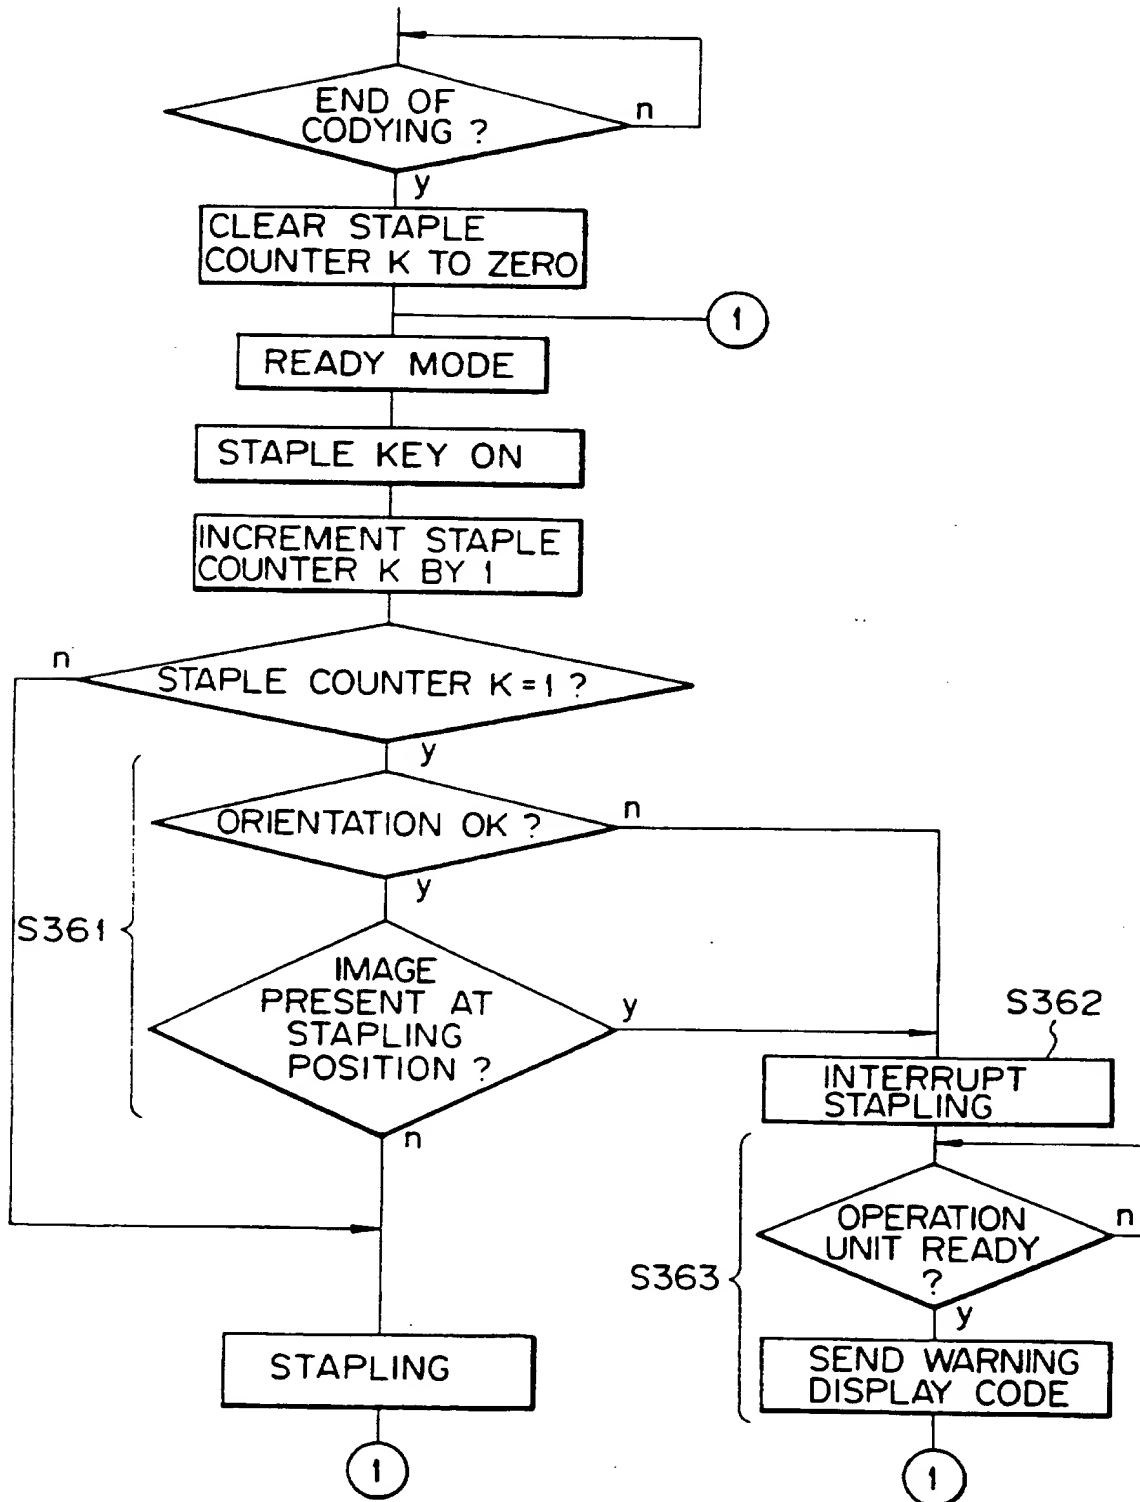 END OF
CODYING ?
n
y
CLEAR STAPLE
COUNTER K TO ZERO
1
READY MODE
STAPLE KEY ON
INCREMENT STAPLE
COUNTER K BY 1
n
STAPLE COUNTER K=1 ?
y
ORIENTATION OK ?
n
y
S361
IMAGE
PRESENT AT
STAPLING
POSITION ?
y
n
S362
INTERRUPT
STAPLING
OPERATION
UNIT READY
?
n
y
S363
STAPLING
SEND WARNING
DISPLAY CODE
1
1